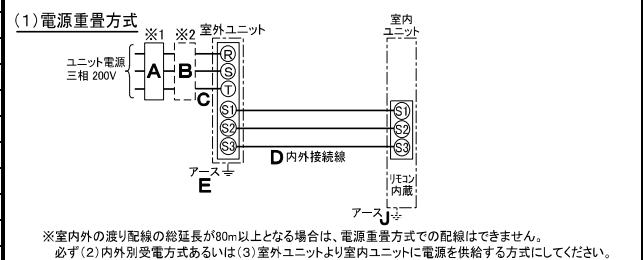 (1)電源重畳方式
※1 ※2 室外ユニット 室内ユニット
ユニット電源
三相 200V
A B C
R
S
T
S1 S1
S2 S2
S3 S3
D 内外接続線
アース
E
リモコン
内蔵
アース J
※室内外の渡り配線の総延長が80m以上となる場合は、電源重畳方式での配線はできません。
必ず(2)内外別受電方式あるいは(3)室外ユニットより室内ユニットに電源を供給する方式にしてください。